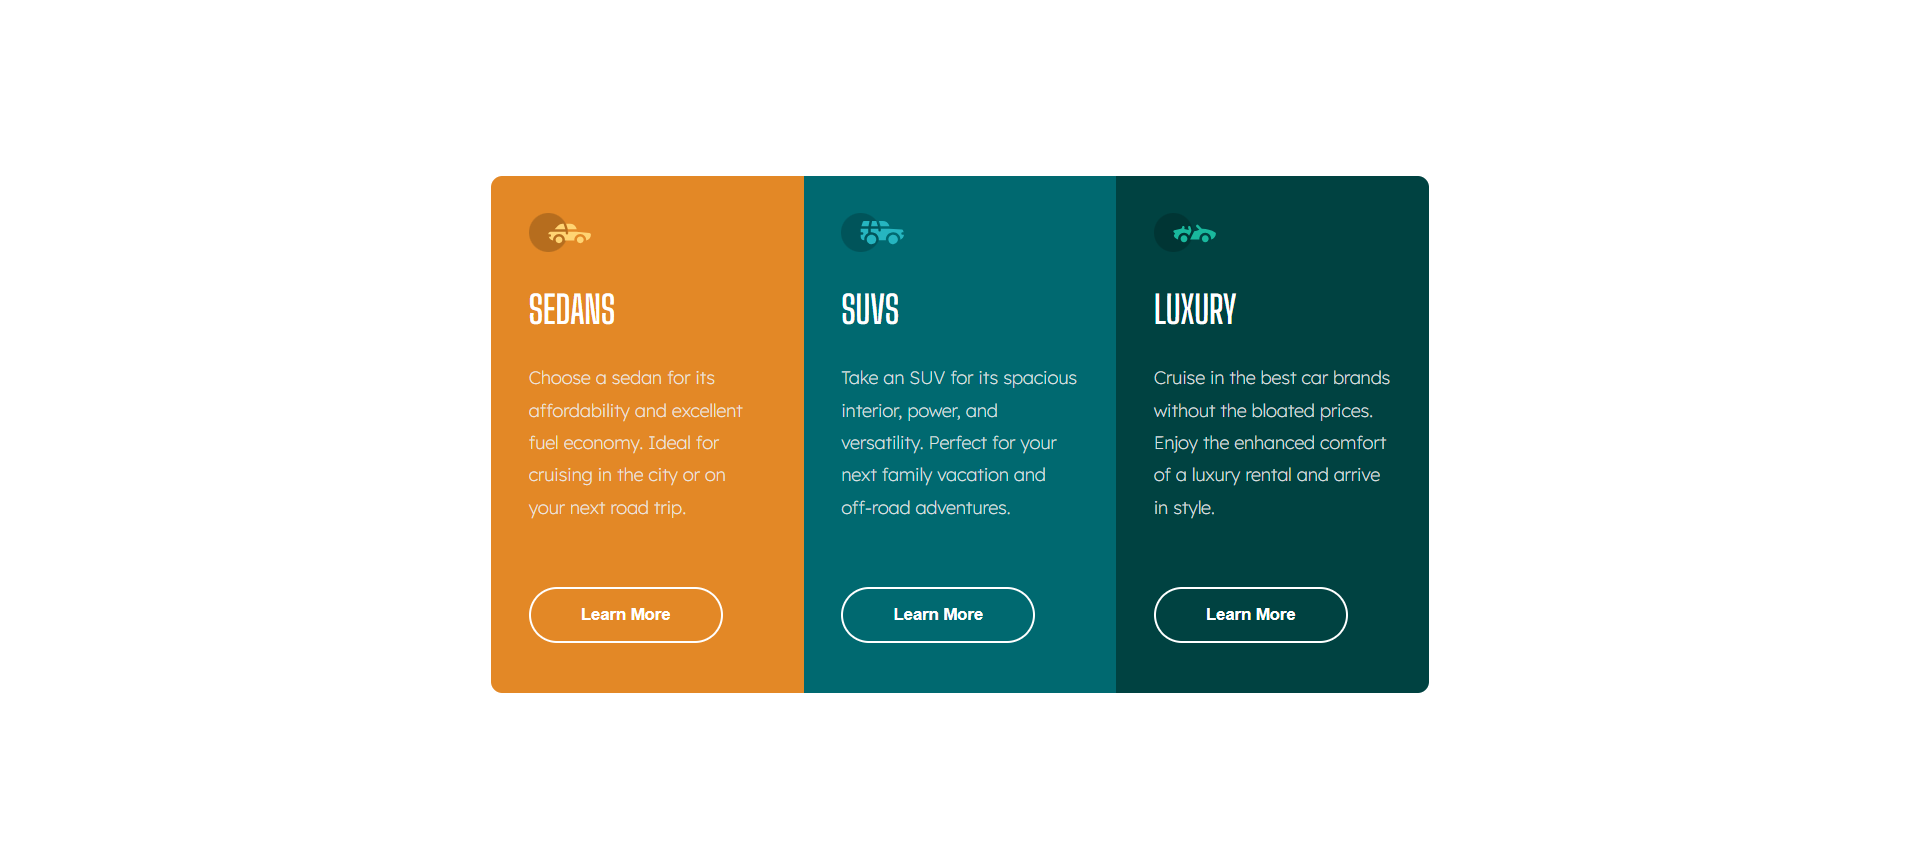 SEDANS
Choose a sedan for its
affordability and excellent
fuel economy. Ideal for
cruising in the city or on
your next road trip.
Learn More
SUVS
Take an SUV for its spacious
interior, power, and
versatility. Perfect for your
next family vacation and
off-road adventures.
Learn More
LUXURY
Cruise in the best car brands
without the bloated prices.
Enjoy the enhanced comfort
of a luxury rental and arrive
in style.
Learn More